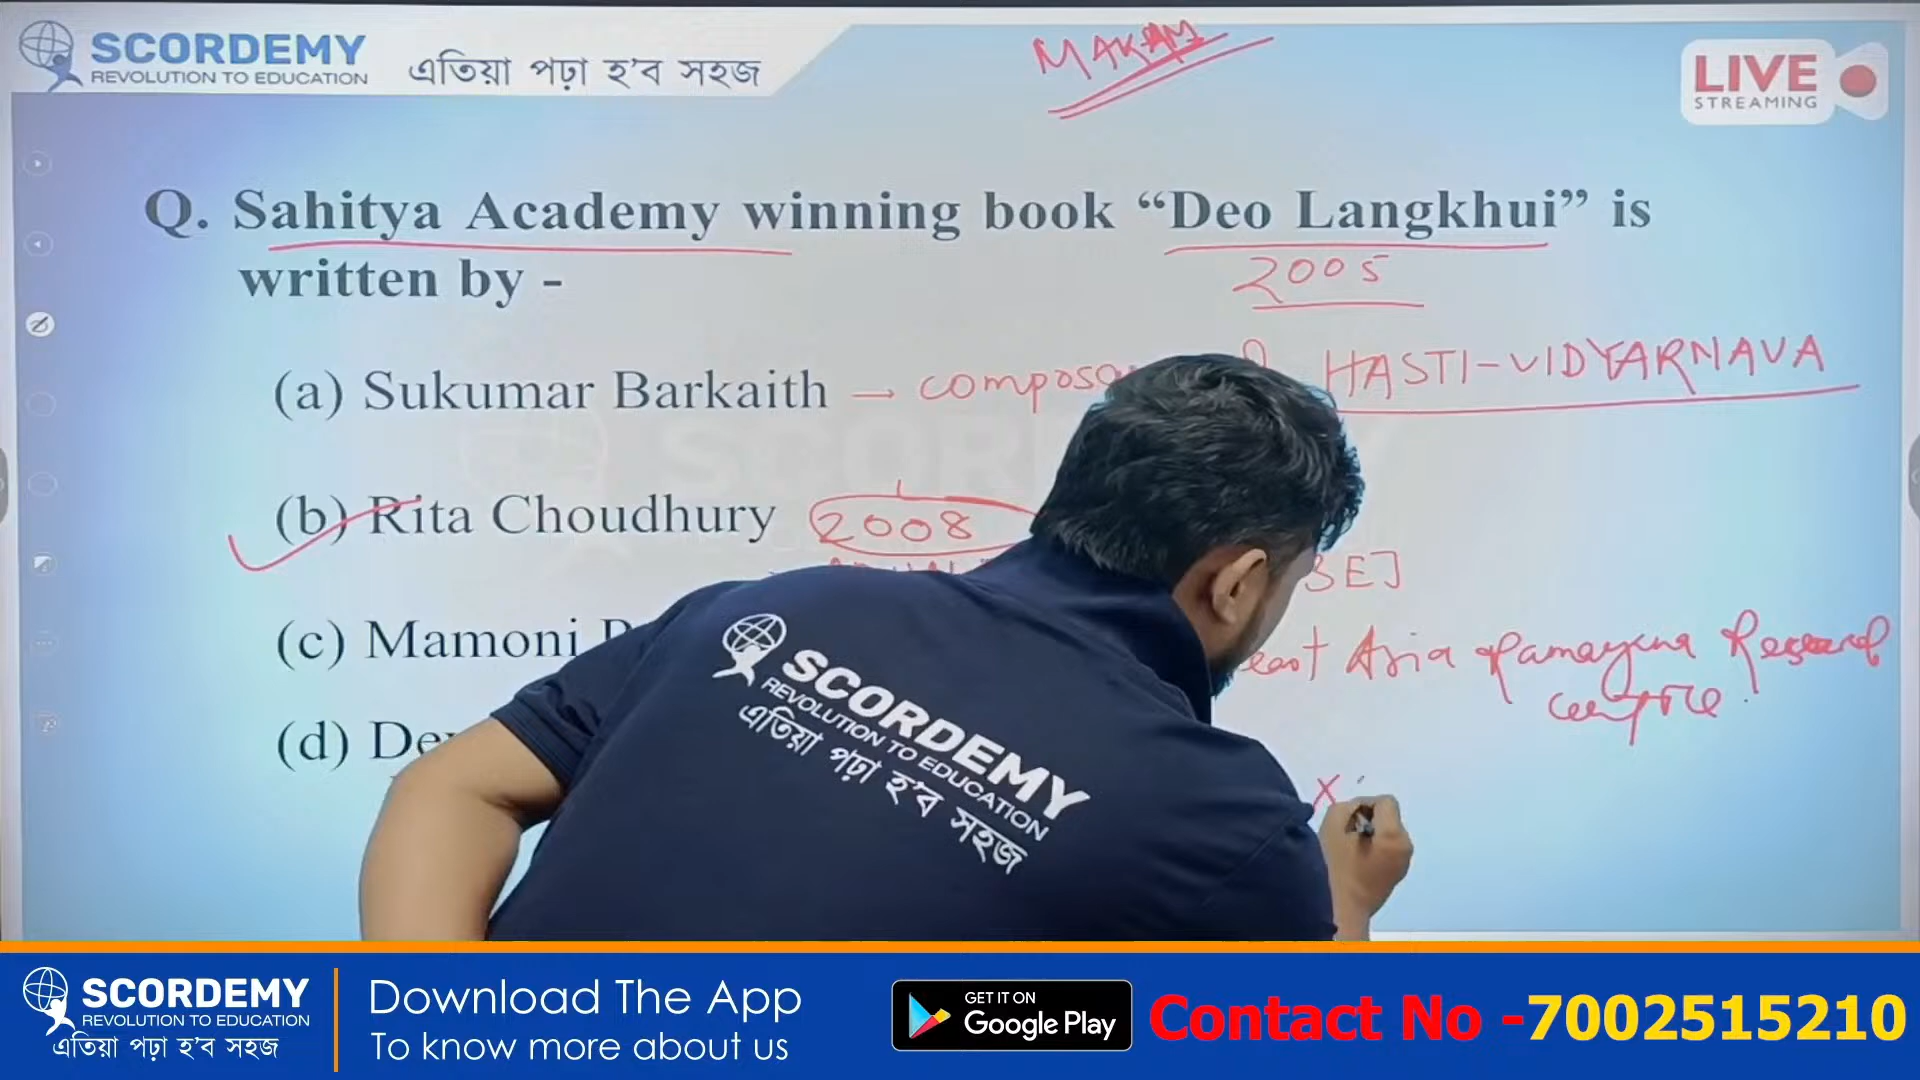 SCORDEMY
REVOLUTION TO EDUCATION
এতিয়া পঢ়া হ'ব সহজ
MAKAM
LIVE
STREAMING
Q. Sahitya Academy winning book “Deo Langkhui” is
2005
written by -
(a) Sukumar Barkaith → HASTI-VIDYARNAVA
(b) Rita Choudhury 2008
(c) Mamoni
east Asia Ramayana Research
centre.
(d)
SCORDEMY
REVOLUTION TO EDUCATION
এতিয়া পঢ়া হ'ব সহজ
SCORDEMY
REVOLUTION TO EDUCATION
এতিয়া পঢ়া হ'ব সহজ
Download The App
To know more about us
GET IT ON
Google Play
Contact No -7002515210